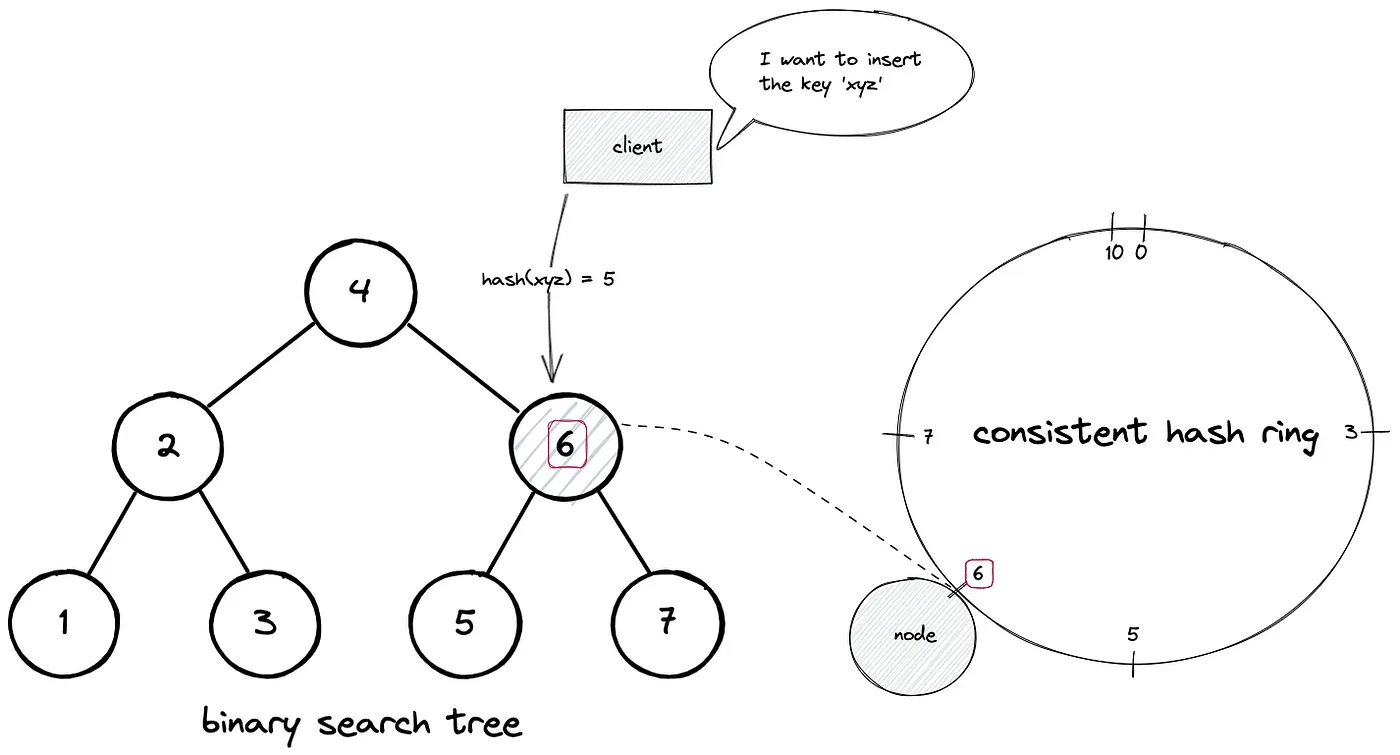 I want to insert
the key 'xyz'
client
hash(xyz) = 5
4
2
6
1
3
5
7
binary search tree
10 0
7
consistent hash ring
3
6
node
5